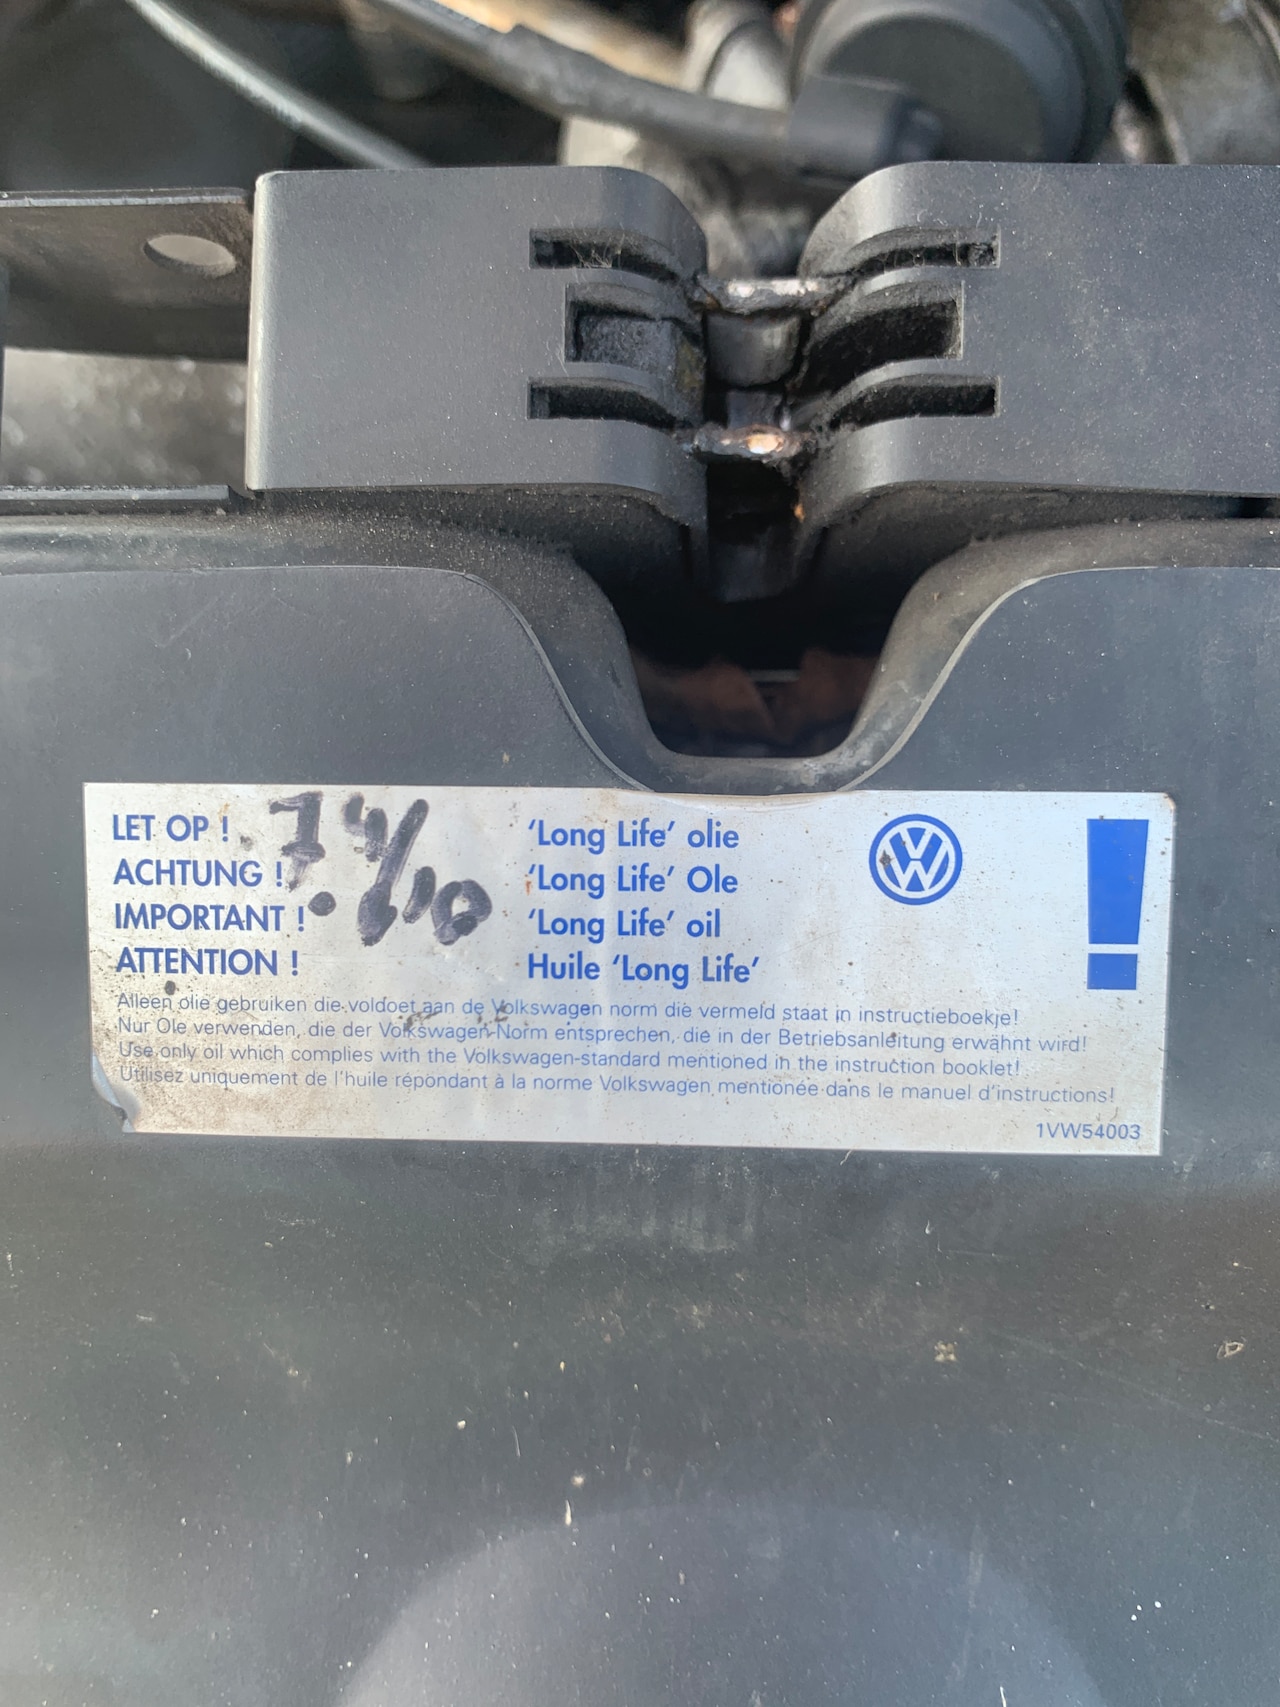 LET OP !
ACHTUNG !
IMPORTANT !
ATTENTION !
'Long Life' olie
'Long Life' Ole
'Long Life' oil
Huile 'Long Life'
VW
!
Alleen olie gebruiken die voldoet aan de Volkswagen norm die vermeld staat in instructieboekje!
Nur Ole verwenden, die der Volkswagen-Norm entsprechen, die in der Betriebsanleitung erwähnt wird!
Use only oil which complies with the Volkswagen-standard mentioned in the instruction booklet!
Utilisez uniquement de l'huile répondant à la norme Volkswagen mentionée dans le manuel d'instructions!
1VW54003